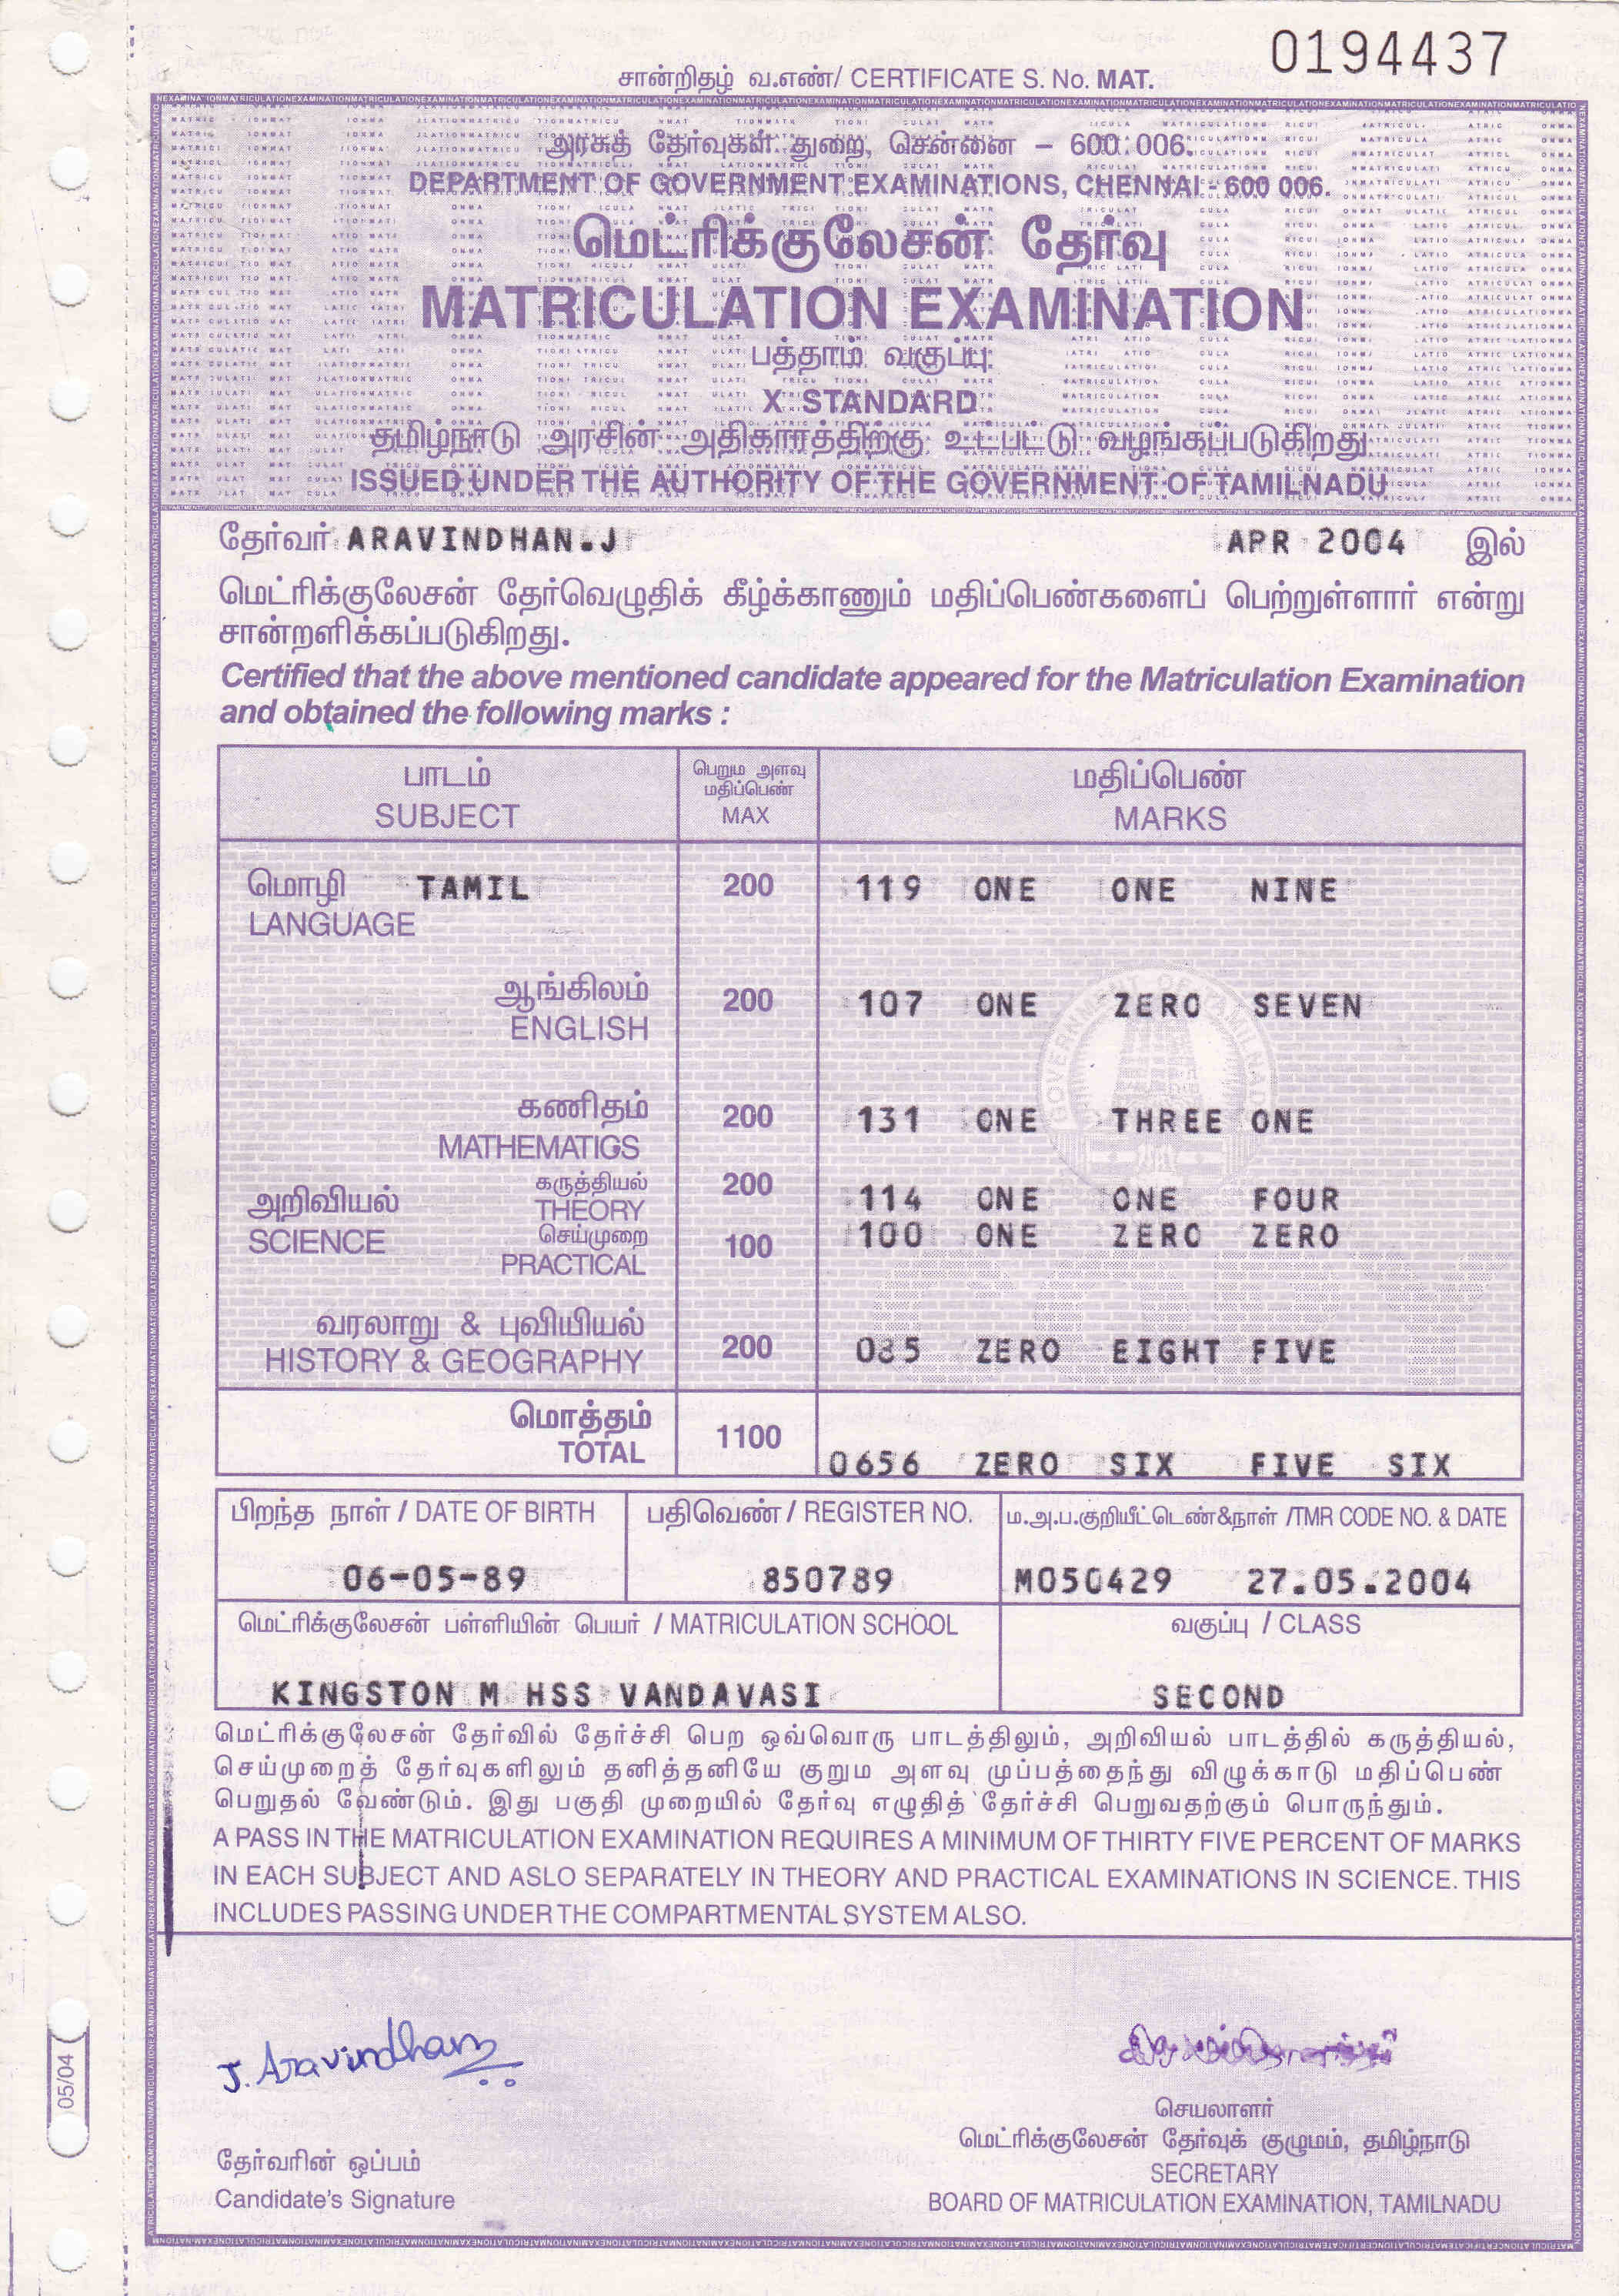 0194437
சான்றிதழ் வ.எண்/ CERTIFICATE S. No. MAT.
அரசுத் தேர்வுகள் துறை, சென்னை – 600 006.
DEPARTMENT OF GOVERNMENT EXAMINATIONS, CHENNAI - 600 006.
மெட்ரிக்குலேசன் தேர்வு
MATRICULATION EXAMINATION
பத்தாம் வகுப்பு
X STANDARD
தமிழ்நாடு அரசின் அதிகாரத்திற்கு உட்பட்டு வழங்கப்படுகிறது
ISSUED UNDER THE AUTHORITY OF THE GOVERNMENT OF TAMILNADU
தேர்வர் ARAVINDHAN.J APR 2004 இல்
மெட்ரிக்குலேசன் தேர்வெழுதிக் கீழ்க்காணும் மதிப்பெண்களைப் பெற்றுள்ளார் என்று
சான்றளிக்கப்படுகிறது.
Certified that the above mentioned candidate appeared for the Matriculation Examination
and obtained the following marks :
பாடம் பெறும அளவு மதிப்பெண் மதிப்பெண்
SUBJECT MAX MARKS
மொழி TAMIL 200 119 ONE ONE NINE
LANGUAGE
ஆங்கிலம் 200 107 ONE ZERO SEVEN
ENGLISH
கணிதம் 200 131 ONE THREE ONE
MATHEMATICS
அறிவியல் கருத்தியல் 200 114 ONE ONE FOUR
THEORY
SCIENCE செய்முறை 100 100 ONE ZERO ZERO
PRACTICAL
வரலாறு & புவியியல் 200 085 ZERO EIGHT FIVE
HISTORY & GEOGRAPHY
COPY
மொத்தம் 1100 0656 ZERO SIX FIVE SIX
TOTAL
பிறந்த நாள் / DATE OF BIRTH பதிவெண் / REGISTER NO. ம.அ.ப.குறியீட்டெண்&நாள் /TMR CODE NO. & DATE
06-05-89 850789 M050429 27.05.2004
மெட்ரிக்குலேசன் பள்ளியின் பெயர் / MATRICULATION SCHOOL வகுப்பு / CLASS
KINGSTON M HSS VANDAVASI SECOND
மெட்ரிக்குலேசன் தேர்வில் தேர்ச்சி பெற ஒவ்வொரு பாடத்திலும், அறிவியல் பாடத்தில் கருத்தியல்,
செய்முறைத் தேர்வுகளிலும் தனித்தனியே குறும அளவு முப்பத்தைந்து விழுக்காடு மதிப்பெண்
பெறுதல் வேண்டும். இது பகுதி முறையில் தேர்வு எழுதித் தேர்ச்சி பெறுவதற்கும் பொருந்தும்.
A PASS IN THE MATRICULATION EXAMINATION REQUIRES A MINIMUM OF THIRTY FIVE PERCENT OF MARKS
IN EACH SUBJECT AND ASLO SEPARATELY IN THEORY AND PRACTICAL EXAMINATIONS IN SCIENCE. THIS
INCLUDES PASSING UNDER THE COMPARTMENTAL SYSTEM ALSO.
05/04
J. Aravindhan
செயலாளர்
மெட்ரிக்குலேசன் தேர்வுக் குழுமம், தமிழ்நாடு
தேர்வரின் ஒப்பம் SECRETARY
Candidate's Signature BOARD OF MATRICULATION EXAMINATION, TAMILNADU